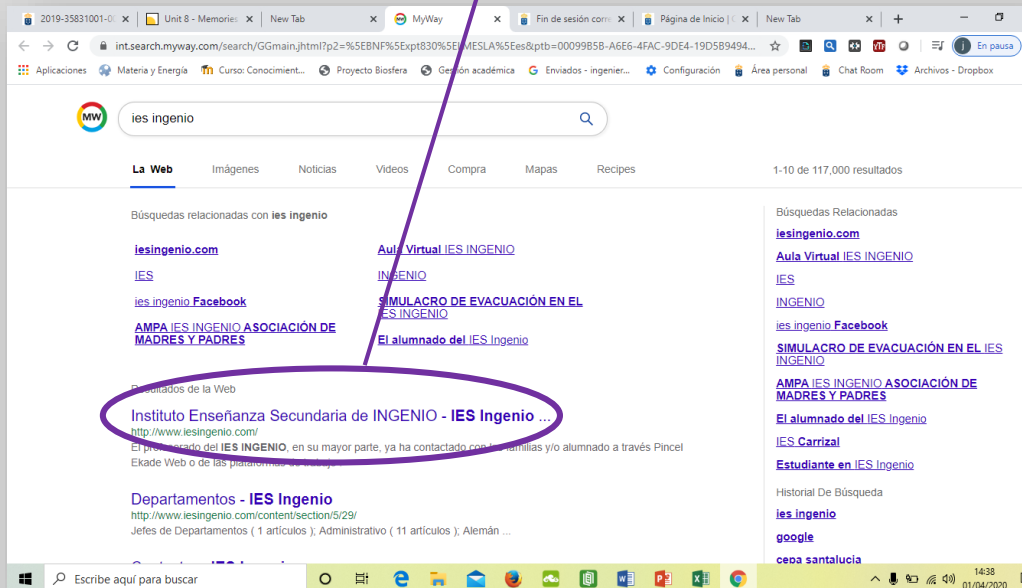 2019-35831001-0
Unit 8 - Memories
New Tab
MyWay
Fin de sesión corre
Página de Inicio | C
New Tab
int.search.myway.com/search/GGmain.jhtml?p2=%5EBNF%5Expt830%5E
MESLA%5Ees&ptb=00099B5B-A6E6-4FAC-9DE4-19D5B9494...
j En pausa
Aplicaciones
Materia y Energía
Curso: Conocimient...
Proyecto Biosfera
Gestión académica
Enviados - ingenier...
Configuración
Área personal
Chat Room
Archivos - Dropbox
MW
ies ingenio
La Web
Imágenes
Noticias
Videos
Compra
Mapas
Recipes
1-10 de 117,000 resultados
Búsquedas relacionadas con ies ingenio
iesingenio.com
Aula Virtual IES INGENIO
IES
INGENIO
ies ingenio Facebook
SIMULACRO DE EVACUACIÓN EN EL
IES INGENIO
AMPA IES INGENIO ASOCIACIÓN DE
MADRES Y PADRES
El alumnado del IES Ingenio
Resultados de la Web
Instituto Enseñanza Secundaria de INGENIO - IES Ingenio ...
http://www.iesingenio.com/
El profesorado del IES INGENIO, en su mayor parte, ya ha contactado con las familias y/o alumnado a través Pincel
Ekade Web o de las plataformas de trabajo
Departamentos - IES Ingenio
http://www.iesingenio.com/content/section/5/29/
Jefes de Departamentos ( 1 artículos ); Administrativo ( 11 artículos ); Alemán ...
Búsquedas Relacionadas
iesingenio.com
Aula Virtual IES INGENIO
IES
INGENIO
ies ingenio Facebook
SIMULACRO DE EVACUACIÓN EN EL IES
INGENIO
AMPA IES INGENIO ASOCIACIÓN DE
MADRES Y PADRES
El alumnado del IES Ingenio
IES Carrizal
Estudiante en IES Ingenio
Historial De Búsqueda
ies ingenio
google
cepa santalucia
Escribe aquí para buscar
14:38
01/04/2020